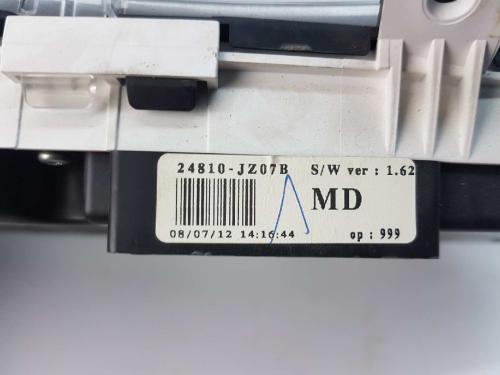 24810-JZ07B S/W ver : 1.62
MD
08/07/12 14:16:44 op : 999